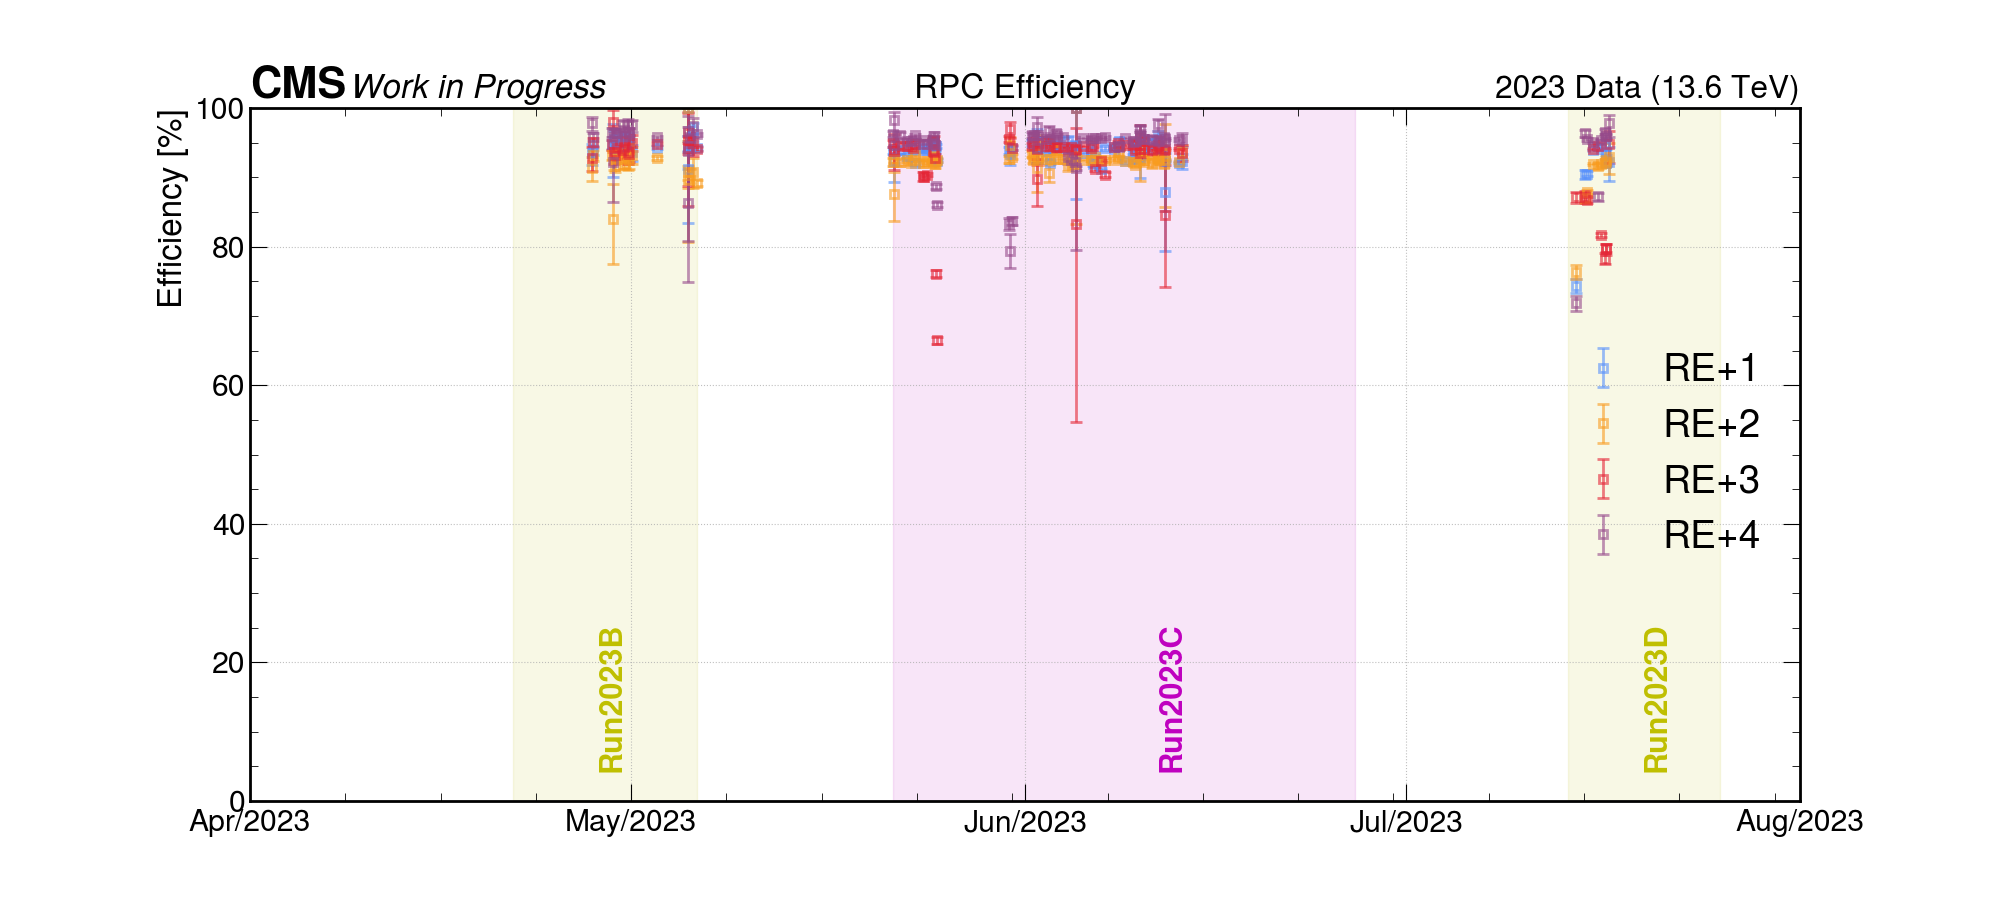 CMS Work in Progress RPC Efficiency 2023 Data (13.6 TeV)
Efficiency [%]
100
80
60
40
20
0
RE+1
RE+2
RE+3
RE+4
Run2023B
Run2023C
Run2023D
Apr/2023 May/2023 Jun/2023 Jul/2023 Aug/2023